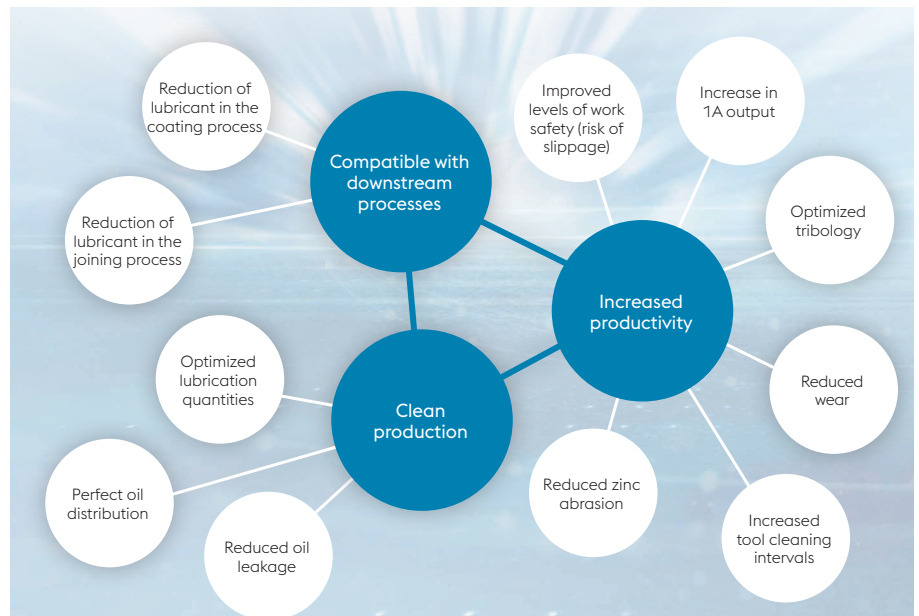 Reduction of
lubricant in the
coating process
Compatible with
downstream
processes
Reduction of
lubricant in the
joining process
Improved
levels of work
safety (risk of
slippage)
Increase in
1A output
Optimized
tribology
Increased
productivity
Reduced
wear
Increased
tool cleaning
intervals
Reduced zinc
abrasion
Optimized
lubrication
quantities
Clean
production
Perfect oil
distribution
Reduced oil
leakage